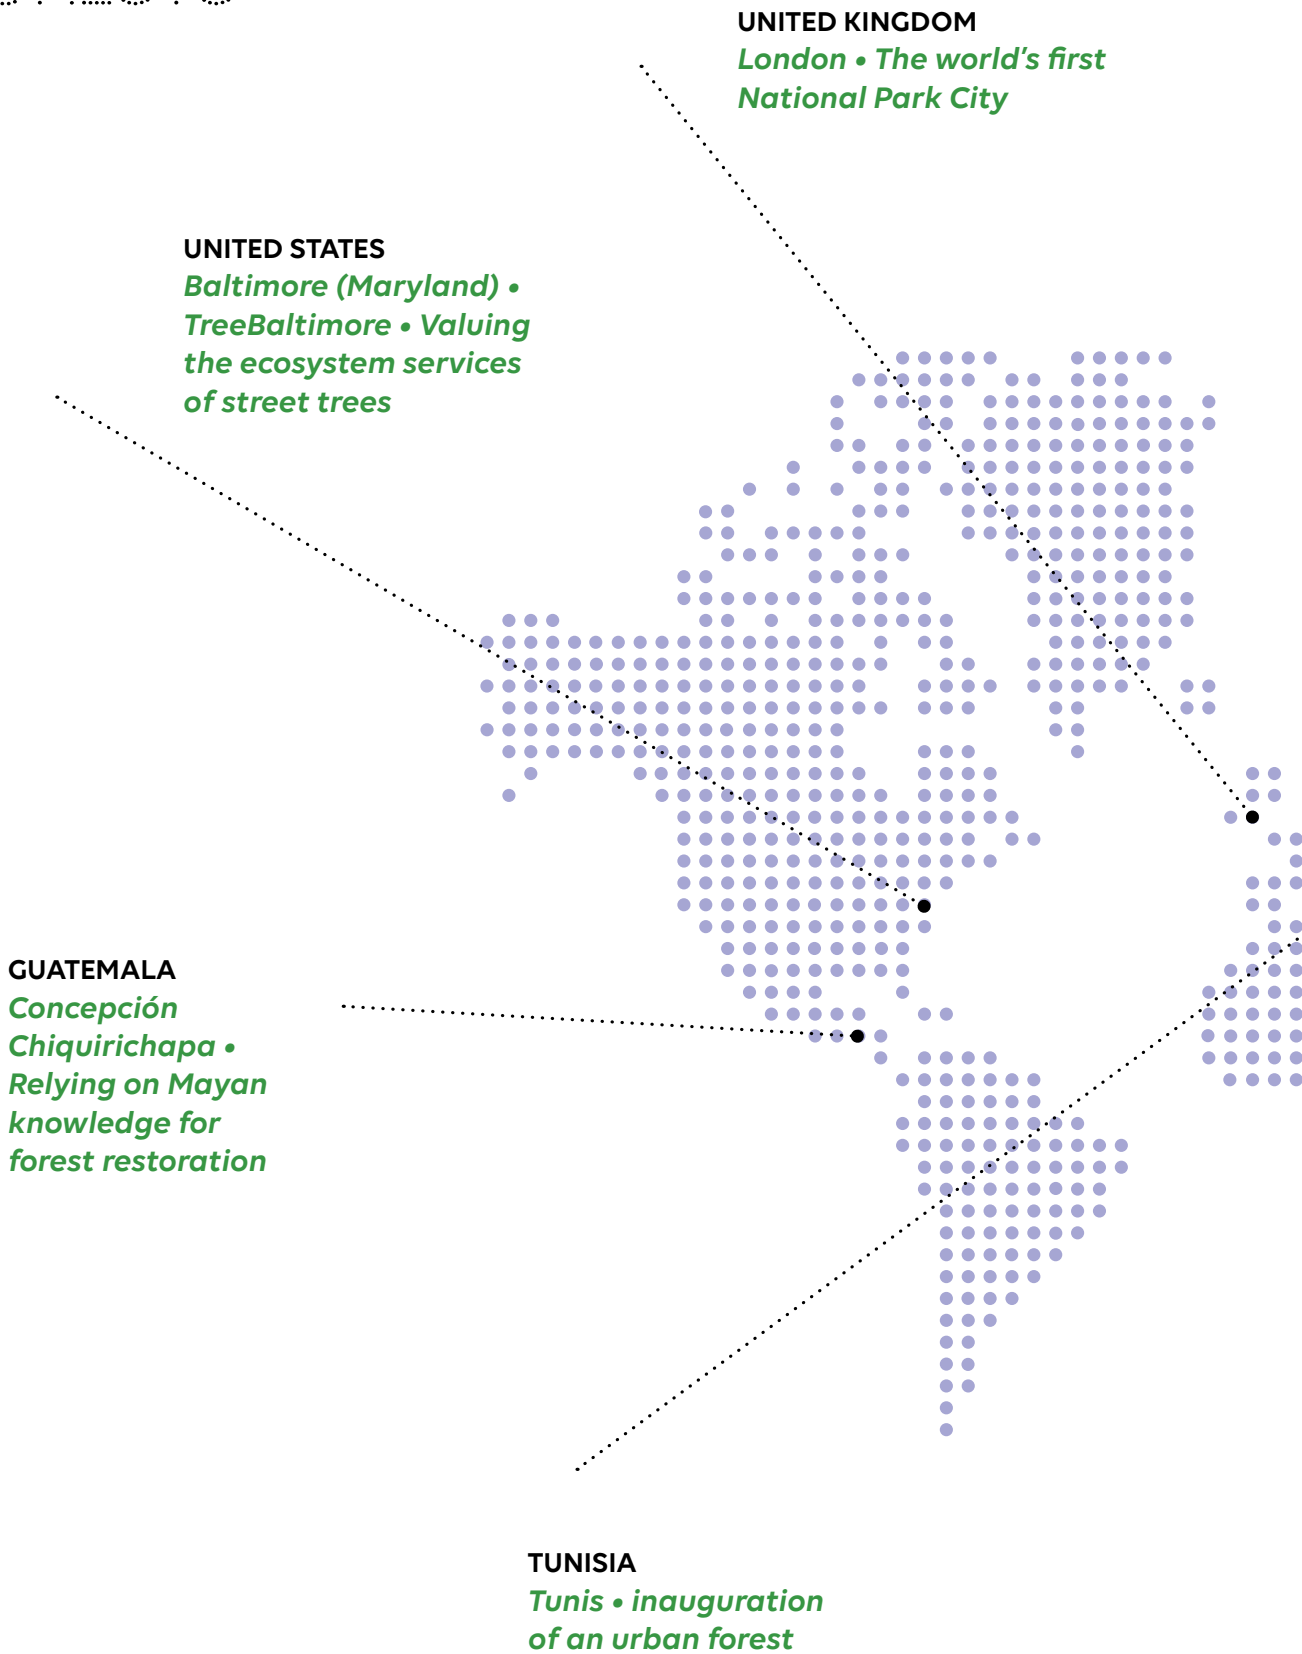 UNITED KINGDOM
London • The world's first
National Park City
UNITED STATES
Baltimore (Maryland) •
TreeBaltimore • Valuing
the ecosystem services
of street trees
GUATEMALA
Concepción
Chiquirichapa •
Relying on Mayan
knowledge for
forest restoration
TUNISIA
Tunis • inauguration
of an urban forest